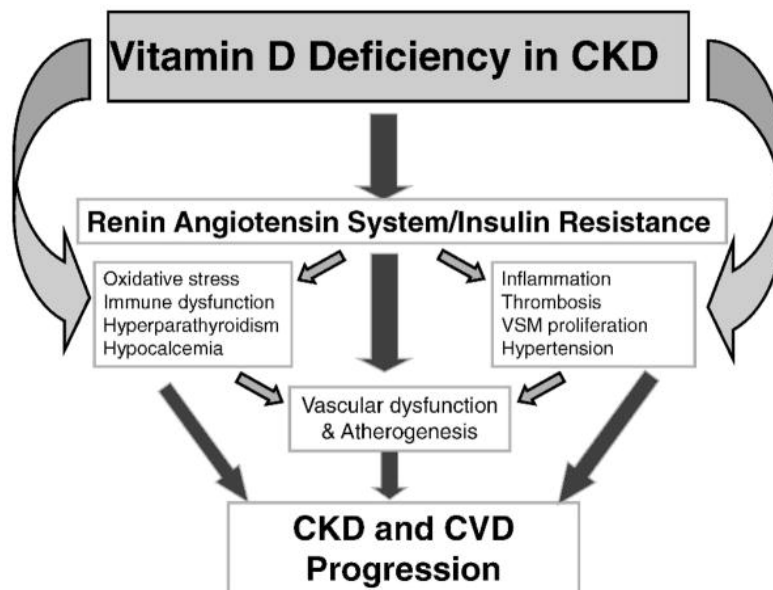 Vitamin D Deficiency in CKD
Renin Angiotensin System/Insulin Resistance
Oxidative stress
Immune dysfunction
Hyperparathyroidism
Hypocalcemia
Inflammation
Thrombosis
VSM proliferation
Hypertension
Vascular dysfunction
& Atherogenesis
CKD and CVD
Progression